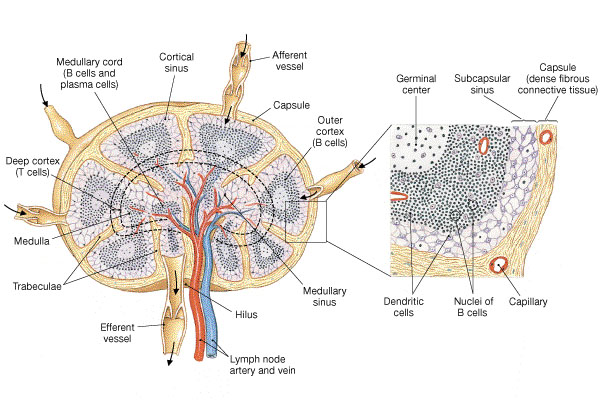 Medullary cord
(B cells and
plasma cells)
Cortical
sinus
Afferent
vessel
Capsule
Outer
cortex
(B cells)
Deep cortex
(T cells)
Medulla
Trabeculae
Efferent
vessel
Hilus
Lymph node
artery and vein
Medullary
sinus
Germinal
center
Subcapsular
sinus
Capsule
(dense fibrous
connective tissue)
Dendritic
cells
Nuclei of
B cells
Capillary